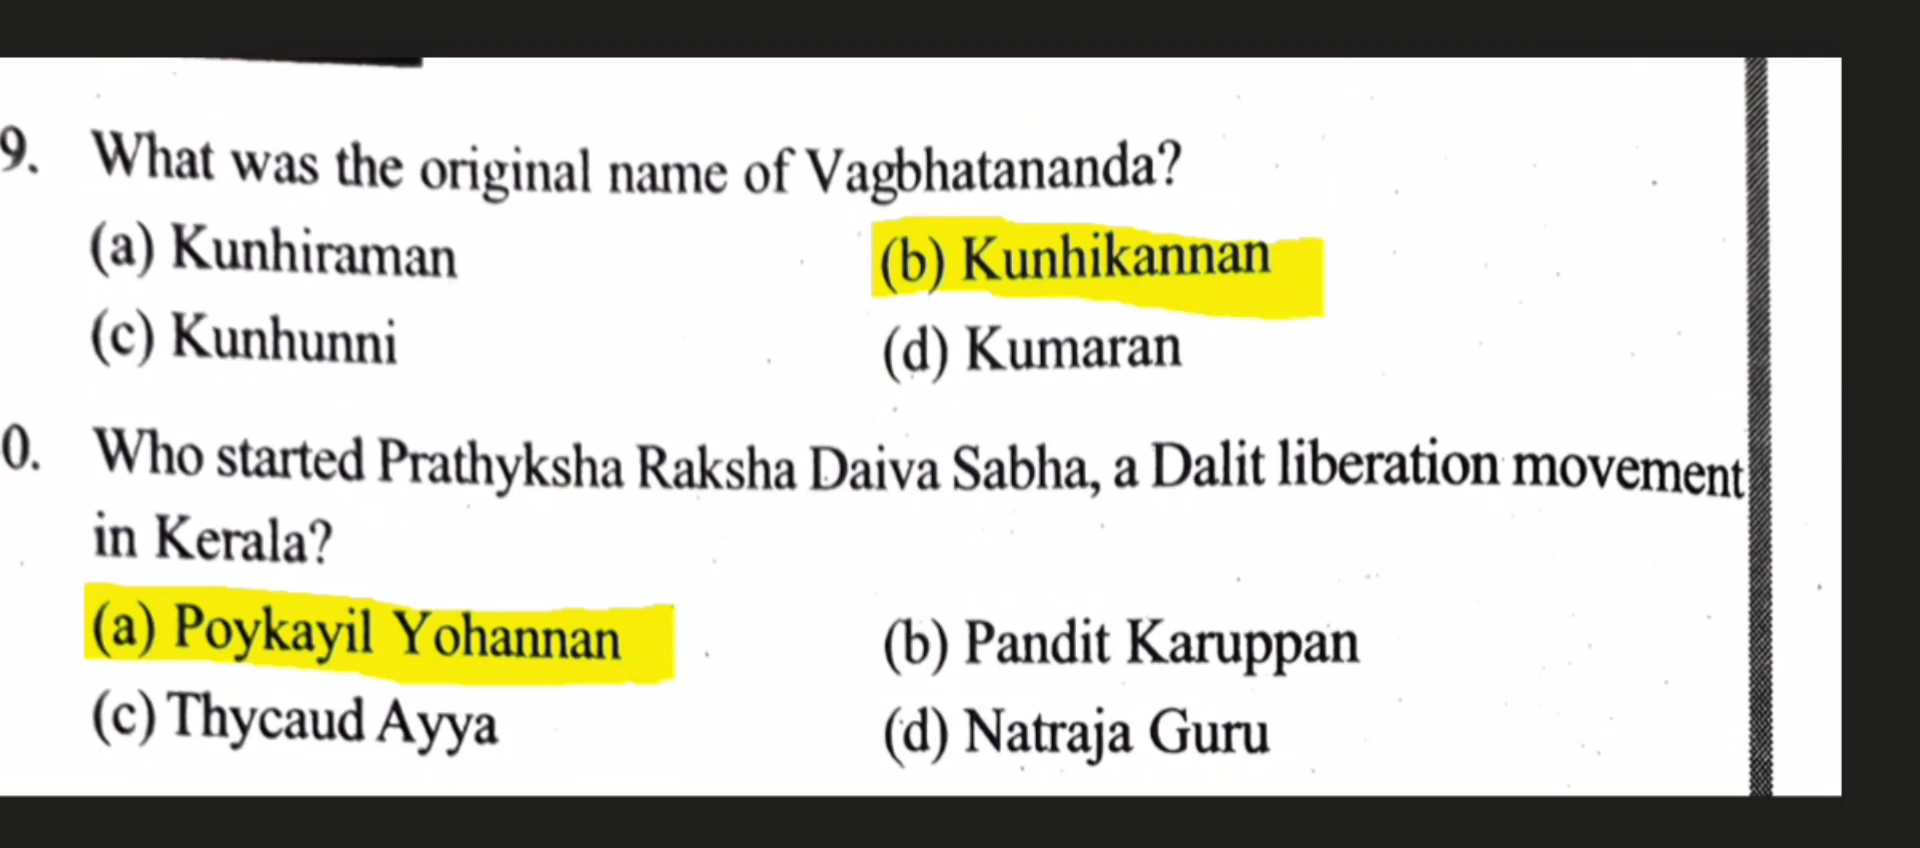 9. What was the original name of Vagbhatananda?
(a) Kunhiraman (b) Kunhikannan
(c) Kunhunni (d) Kumaran
0. Who started Prathyksha Raksha Daiva Sabha, a Dalit liberation movement
in Kerala?
(a) Poykayil Yohannan (b) Pandit Karuppan
(c) Thycaud Ayya (d) Natraja Guru